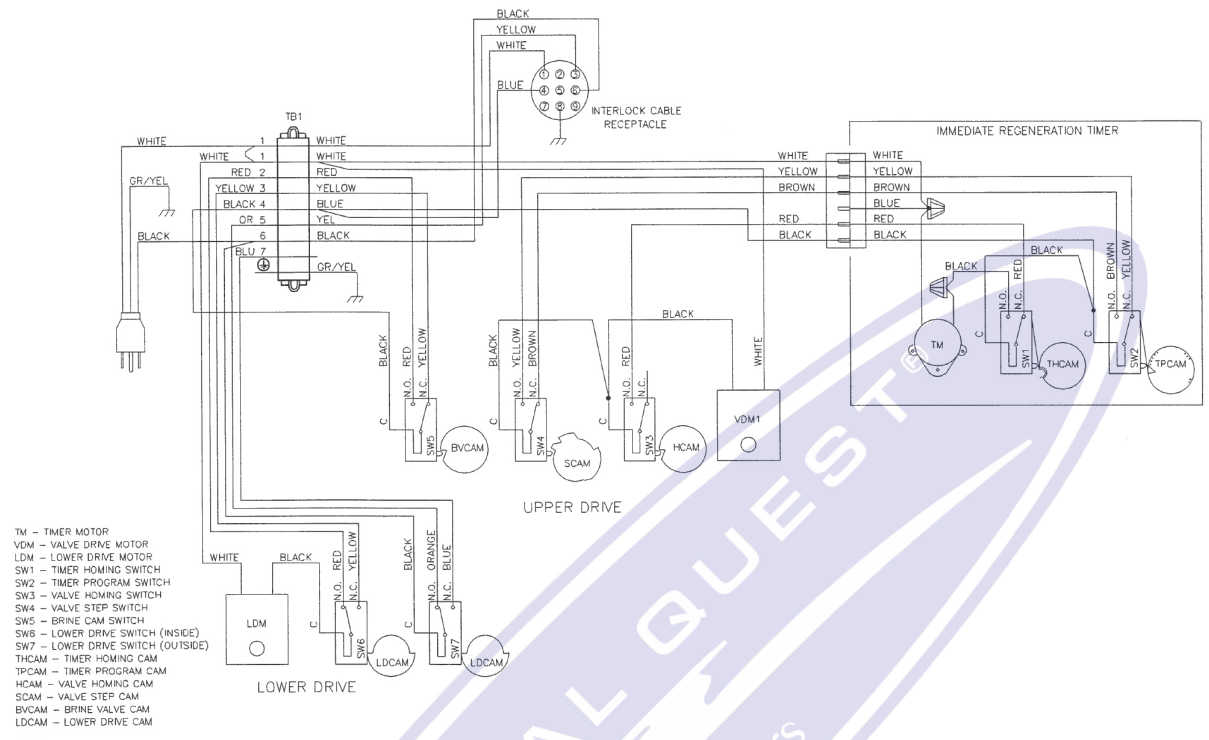 BLACK
YELLOW
WHITE
1 2 3
BLUE
4 5 6
7 8 9
INTERLOCK CABLE
RECEPTACLE
TB1
IMMEDIATE REGENERATION TIMER
WHITE 1 WHITE
WHITE 1 WHITE
RED 2 RED
GR/YEL
YELLOW 3 YELLOW
BLACK 4 BLUE
OR 5 YEL
BLACK 6 BLACK
BLU 7
GR/YEL
WHITE WHITE
YELLOW YELLOW
BROWN BROWN
BLUE
RED RED
BLACK BLACK
BLACK
BLACK
N.O.
N.C. RED
C
N.O. BROWN
N.C. YELLOW
C
TM
SW1
THCAM
SW2
TPCAM
BLACK
BLACK
C
N.O. RED
N.C. YELLOW
SW5
BVCAM
BLACK
C
N.O. YELLOW
N.C. BROWN
SW4
SCAM
C
N.O. RED
N.C.
SW3
HCAM
WHITE
VDM1
UPPER DRIVE
WHITE
BLACK
LDM
C
N.O. RED
N.C. YELLOW
SW6
LDCAM
BLACK
C
N.O. ORANGE
N.C. BLUE
SW7
LDCAM
LOWER DRIVE
TM – TIMER MOTOR
VDM – VALVE DRIVE MOTOR
LDM – LOWER DRIVE MOTOR
SW1 – TIMER HOMING SWITCH
SW2 – TIMER PROGRAM SWITCH
SW3 – VALVE HOMING SWITCH
SW4 – VALVE STEP SWITCH
SW5 – BRINE CAM SWITCH
SW6 – LOWER DRIVE SWITCH (INSIDE)
SW7 – LOWER DRIVE SWITCH (OUTSIDE)
THCAM – TIMER HOMING CAM
TPCAM – TIMER PROGRAM CAM
HCAM – VALVE HOMING CAM
SCAM – VALVE STEP CAM
BVCAM – BRINE VALVE CAM
LDCAM – LOWER DRIVE CAM
AL QUEST®